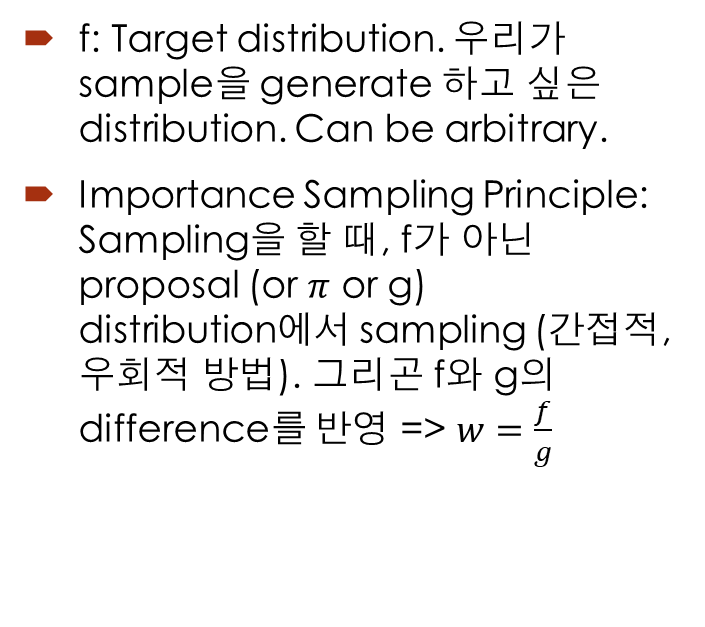 f: Target distribution. 우리가
sample을 generate 하고 싶은
distribution. Can be arbitrary.
Importance Sampling Principle:
Sampling을 할 때, f가 아닌
proposal (or π or g)
distribution에서 sampling (간접적,
우회적 방법). 그리곤 f와 g의
difference를 반영 => w = f/g